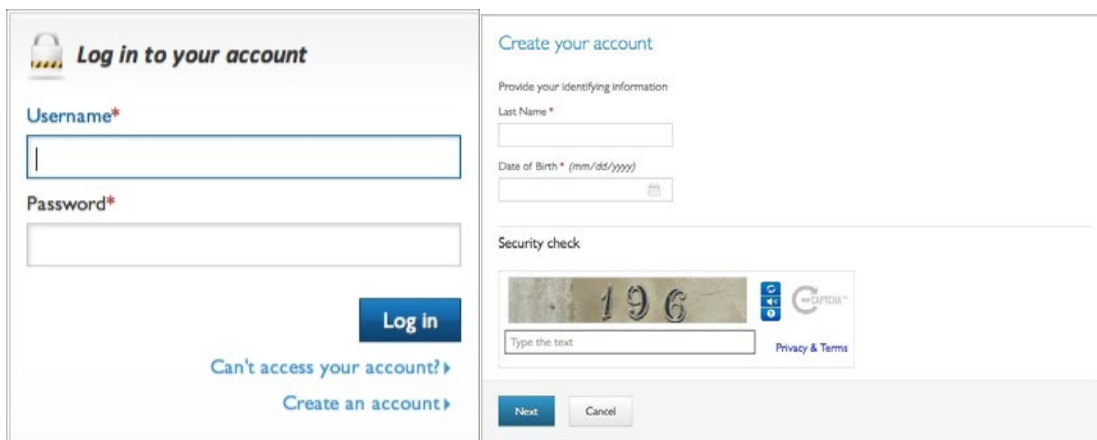 Log in to your account
Username*
Password*
Log in
Can't access your account?
Create an account
Create your account
Provide your identifying information
Last Name *
Date of Birth * (mm/dd/yyyy)
Security check
196
reCAPTCHA™
Type the text
Privacy & Terms
Next
Cancel